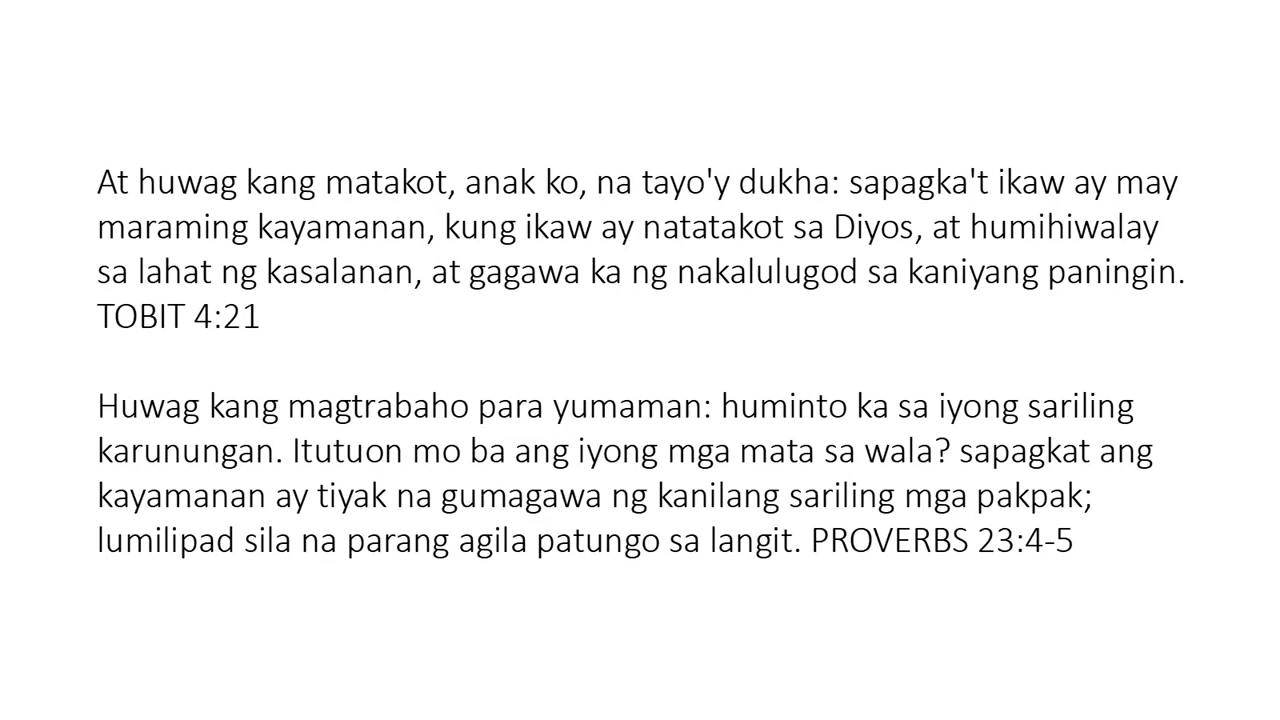 At huwag kang matakot, anak ko, na tayo'y dukha: sapagka't ikaw ay may
maraming kayamanan, kung ikaw ay natatakot sa Diyos, at humihiwalay
sa lahat ng kasalanan, at gagawa ka ng nakalulugod sa kaniyang paningin.
TOBIT 4:21
Huwag kang magtrabaho para yumaman: huminto ka sa iyong sariling
karunungan. Itutuon mo ba ang iyong mga mata sa wala? sapagkat ang
kayamanan ay tiyak na gumagawa ng kanilang sariling mga pakpak;
lumilipad sila na parang agila patungo sa langit. PROVERBS 23:4-5